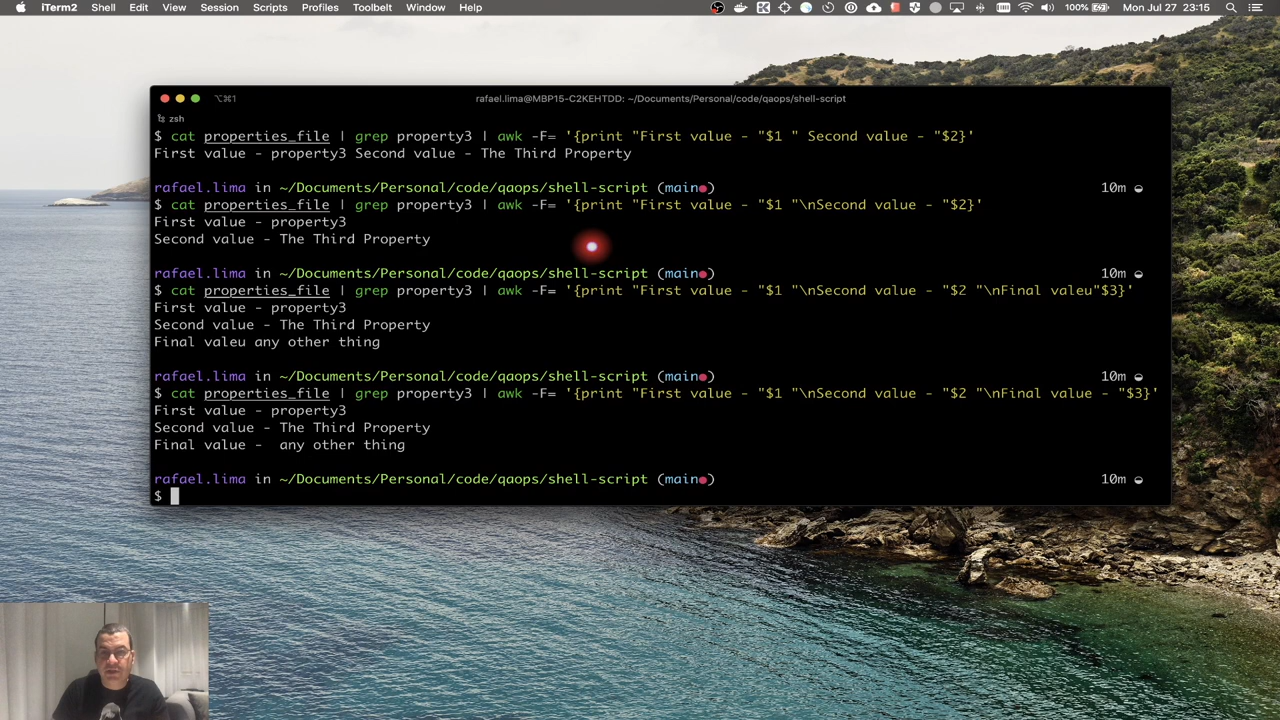 iTerm2 Shell Edit View Session Scripts Profiles Toolbelt Window Help 100% Mon Jul 27 23:15
⌥⌘1 rafael.lima@MBP15-C2KEHTDD: ~/Documents/Personal/code/qaops/shell-script
zsh
$ cat properties_file | grep property3 | awk -F= '{print "First value - "$1 " Second value - "$2}'
First value - property3 Second value - The Third Property
rafael.lima in ~/Documents/Personal/code/qaops/shell-script (main●) 10m
$ cat properties_file | grep property3 | awk -F= '{print "First value - "$1 "\nSecond value - "$2}'
First value - property3
Second value - The Third Property
rafael.lima in ~/Documents/Personal/code/qaops/shell-script (main●) 10m
$ cat properties_file | grep property3 | awk -F= '{print "First value - "$1 "\nSecond value - "$2 "\nFinal valeu"$3}'
First value - property3
Second value - The Third Property
Final valeu any other thing
rafael.lima in ~/Documents/Personal/code/qaops/shell-script (main●) 10m
$ cat properties_file | grep property3 | awk -F= '{print "First value - "$1 "\nSecond value - "$2 "\nFinal value - "$3}'
First value - property3
Second value - The Third Property
Final value -  any other thing
rafael.lima in ~/Documents/Personal/code/qaops/shell-script (main●) 10m
$